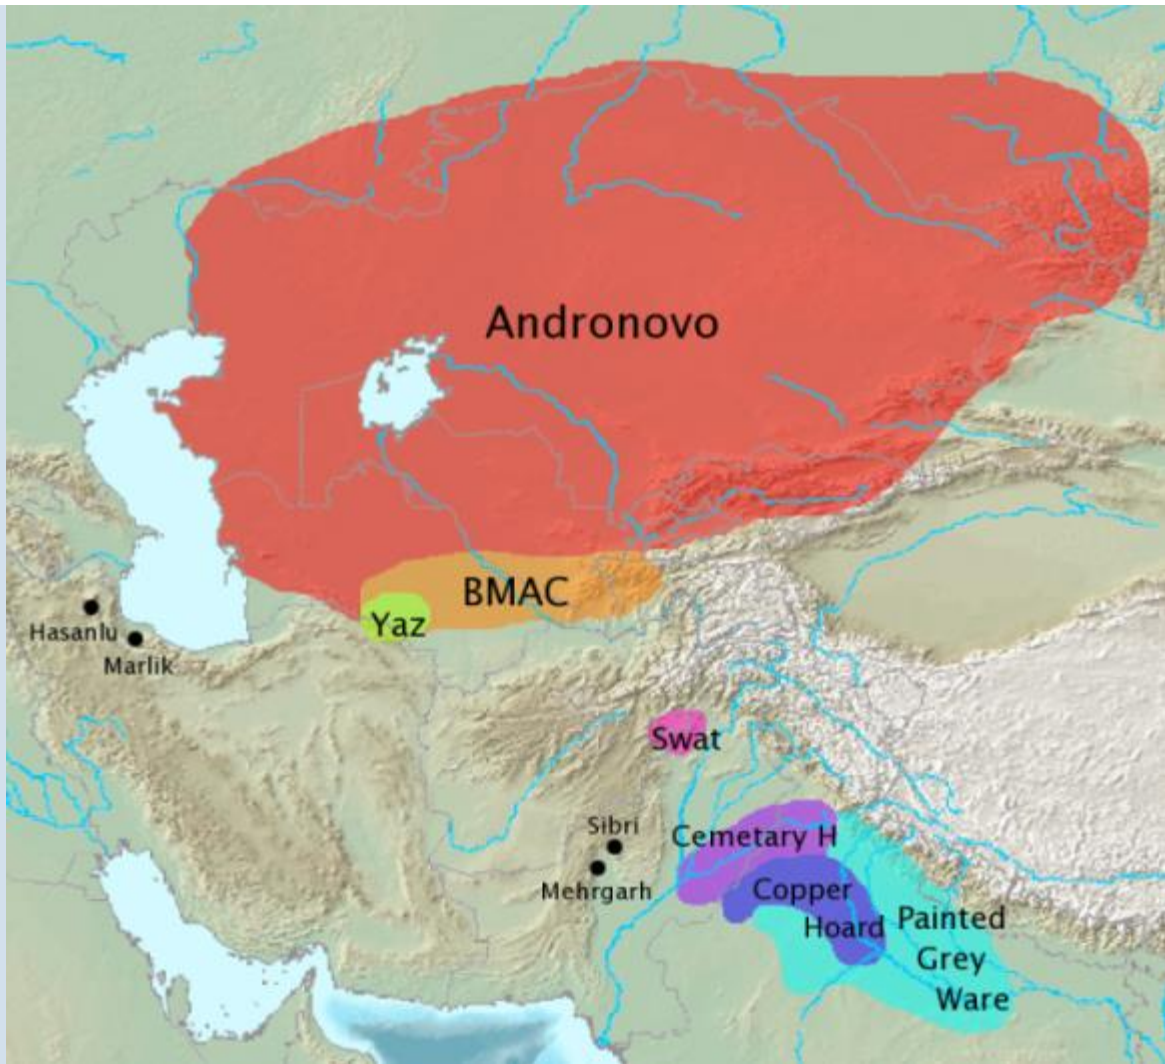 Andronovo
BMAC
Yaz
Hasanlu
Marlik
Swat
Sibri
Cemetary H
Mehrgarh
Copper
Hoard
Painted
Grey
Ware